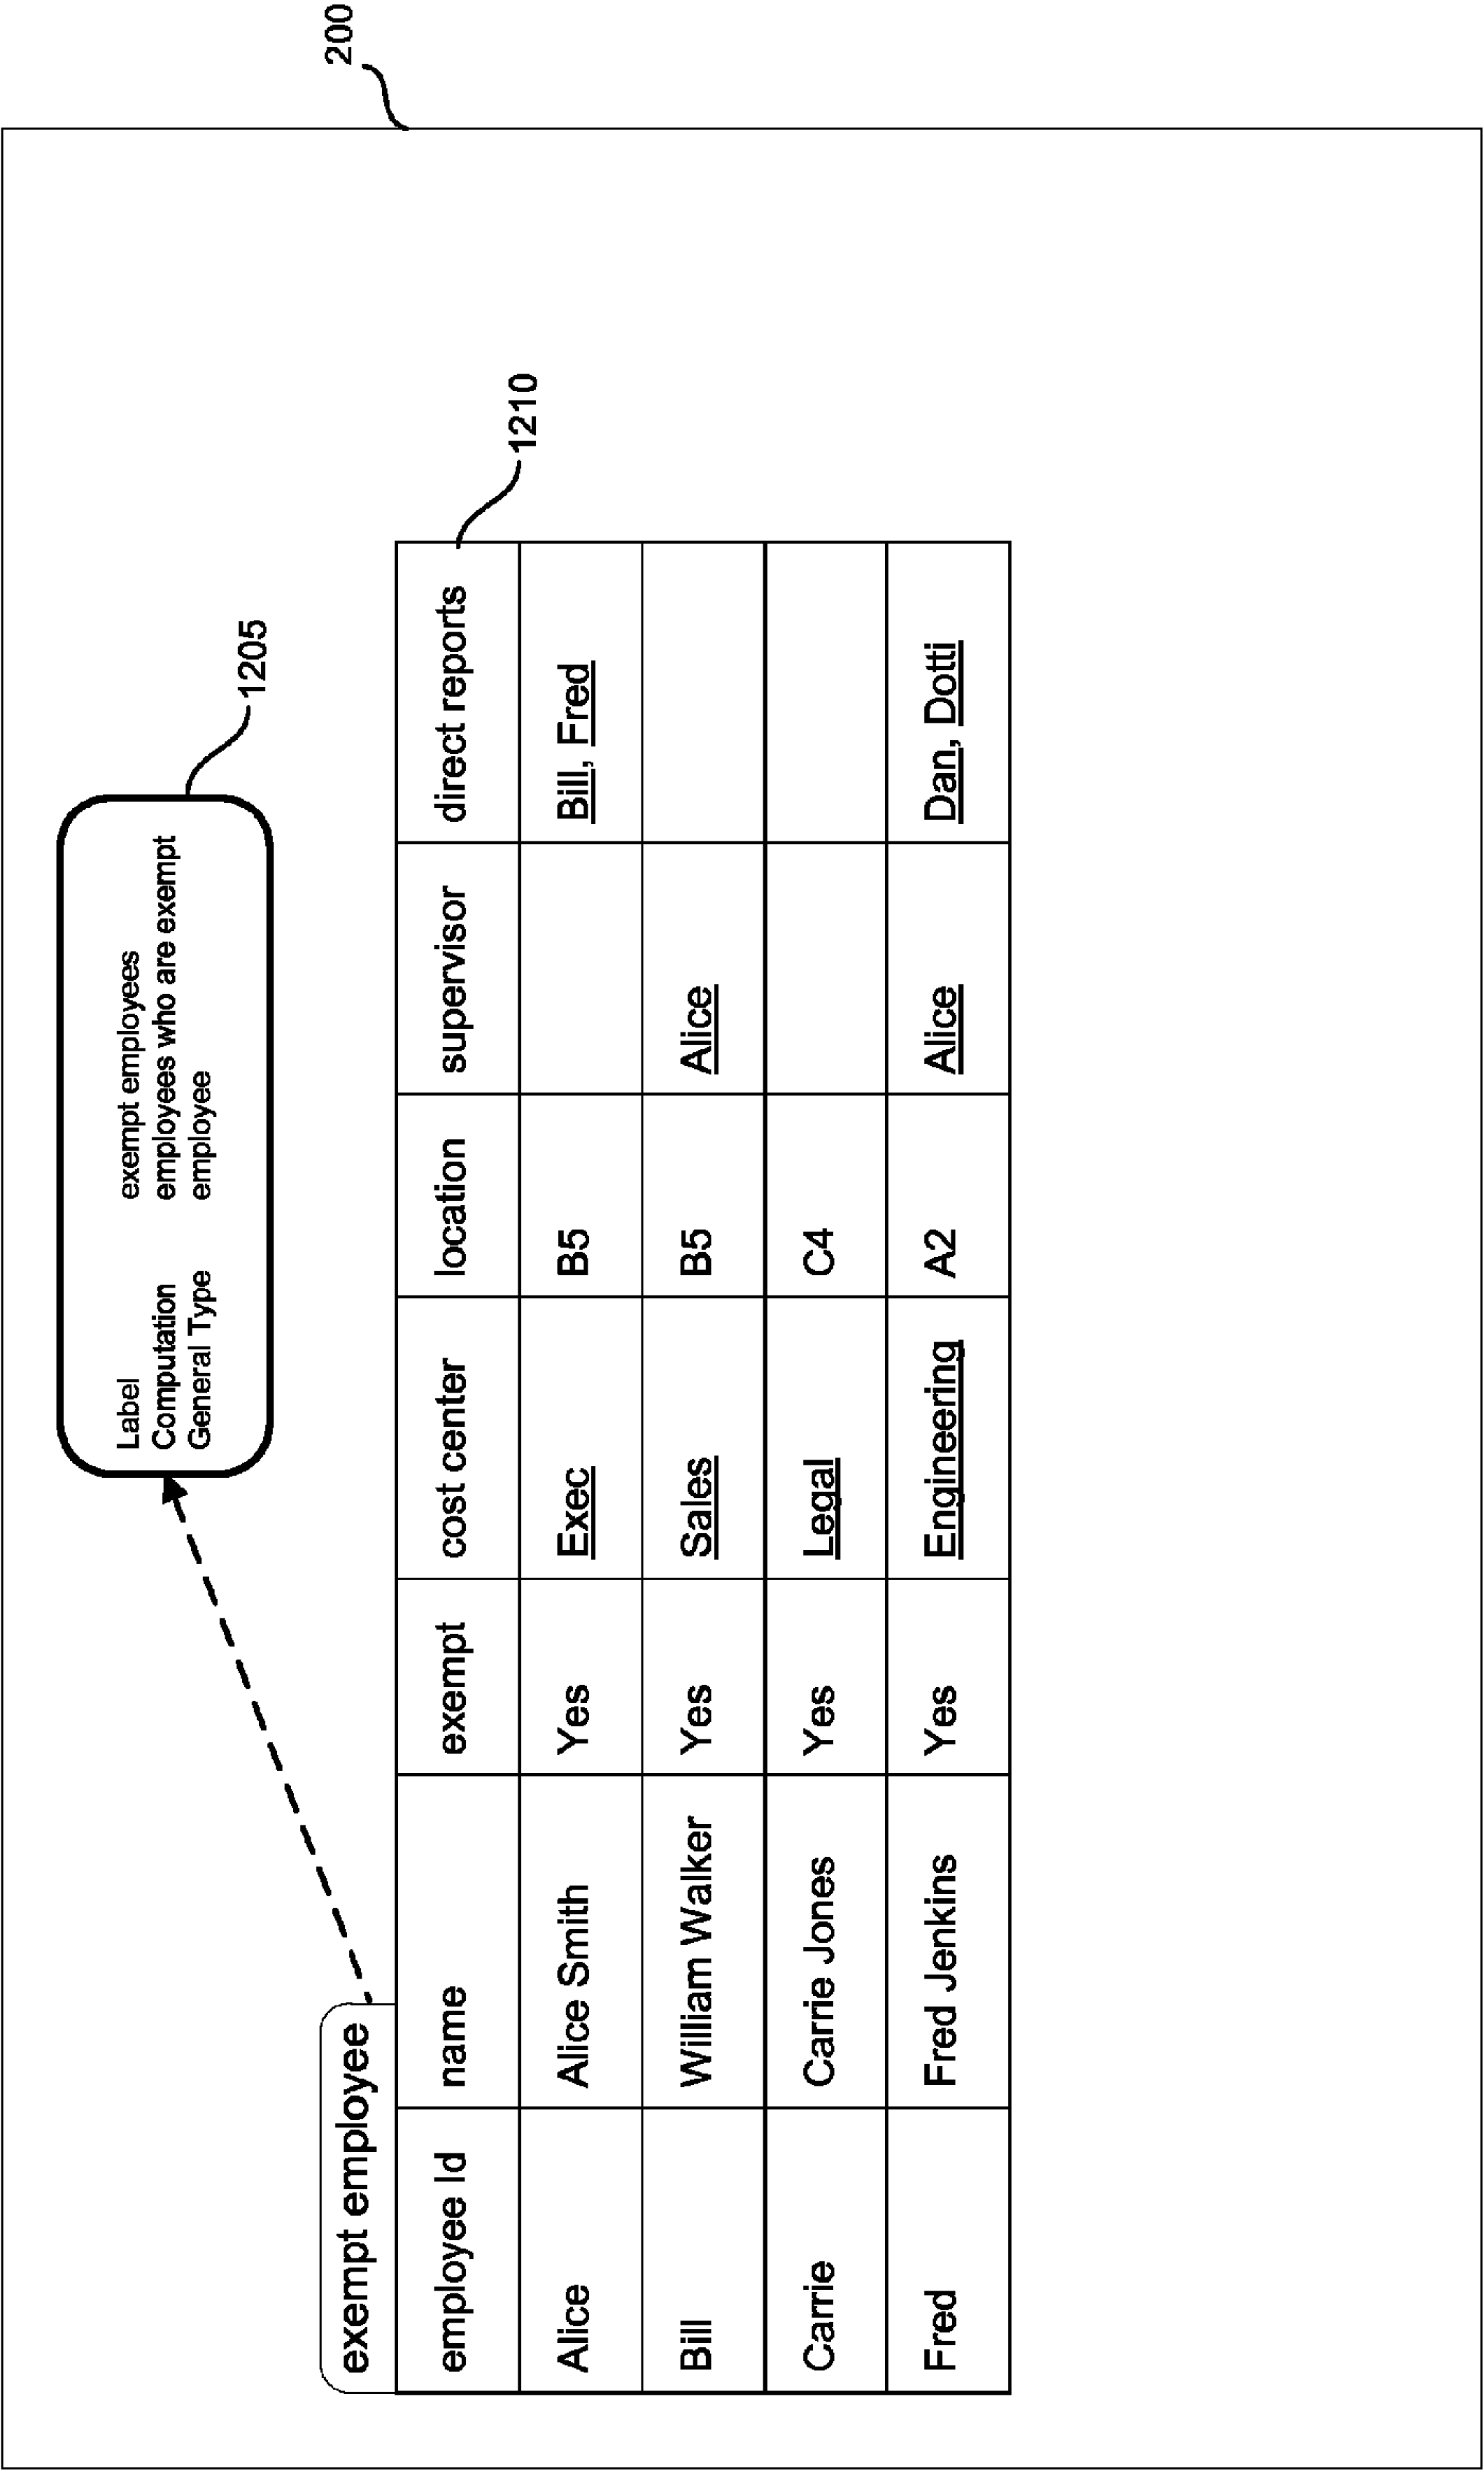 200
1205
Label exempt employees
Computation employees who are exempt
General Type employee
exempt employee
1210
employee Id name exempt cost center location supervisor direct reports
Alice Alice Smith Yes Exec B5 Bill, Fred
Bill William Walker Yes Sales B5 Alice
Carrie Carrie Jones Yes Legal C4
Fred Fred Jenkins Yes Engineering A2 Alice Dan, Dotti